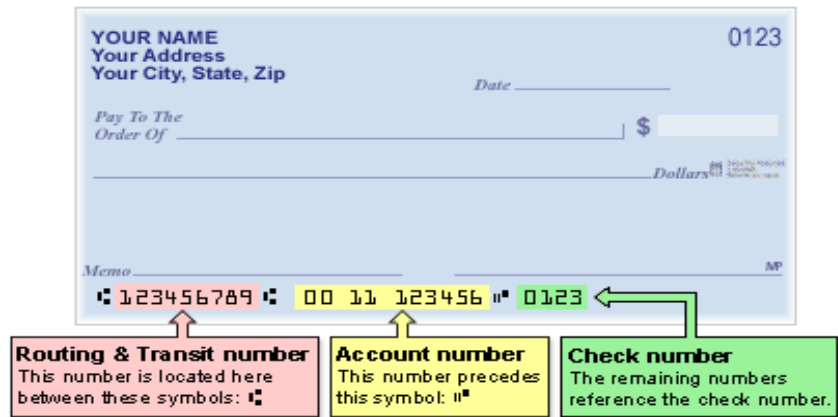 YOUR NAME
Your Address
Your City, State, Zip
0123
Date
Pay To The
Order Of
$
Dollars
Memo
MP
⑆123456789⑆ 00 11 123456⑈ 0123
Routing & Transit number
This number is located here
between these symbols: ⑆
Account number
This number precedes
this symbol: ⑈
Check number
The remaining numbers
reference the check number.